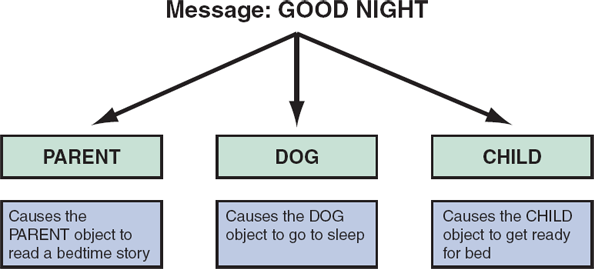 Message: GOOD NIGHT
PARENT
DOG
CHILD
Causes the
PARENT object to
read a bedtime story
Causes the DOG
object to go to sleep
Causes the CHILD
object to get ready
for bed